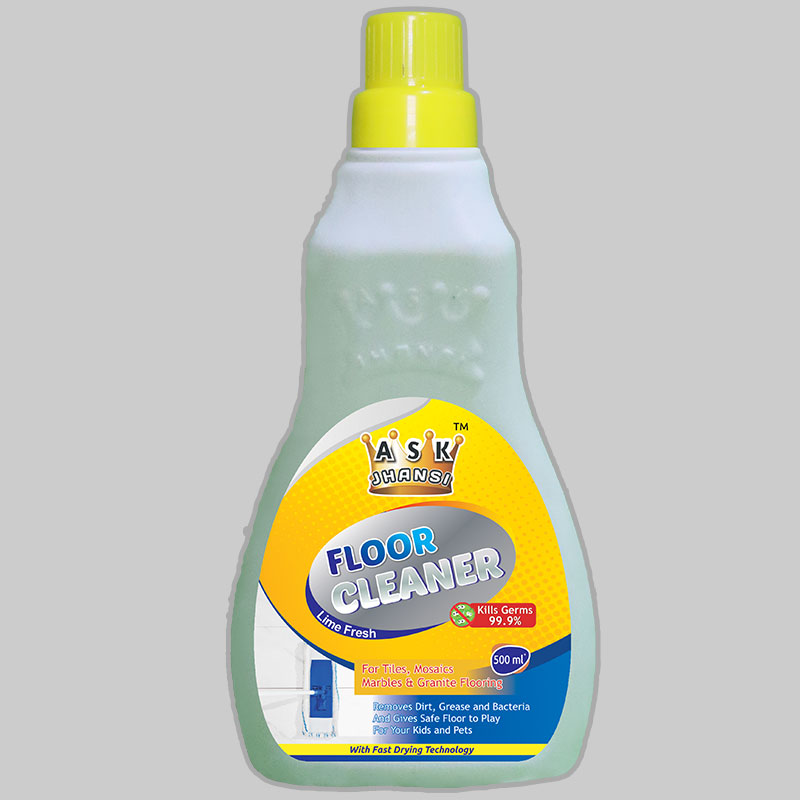 TM
ASK
JHANSI
FLOOR
CLEANER
Lime Fresh
Kills Germs
99.9%
500 ml*
For Tiles, Mosaics
Marbles & Granite Flooring
Removes Dirt, Grease and Bacteria
And Gives Safe Floor to Play
For Your Kids and Pets
With Fast Drying Technology